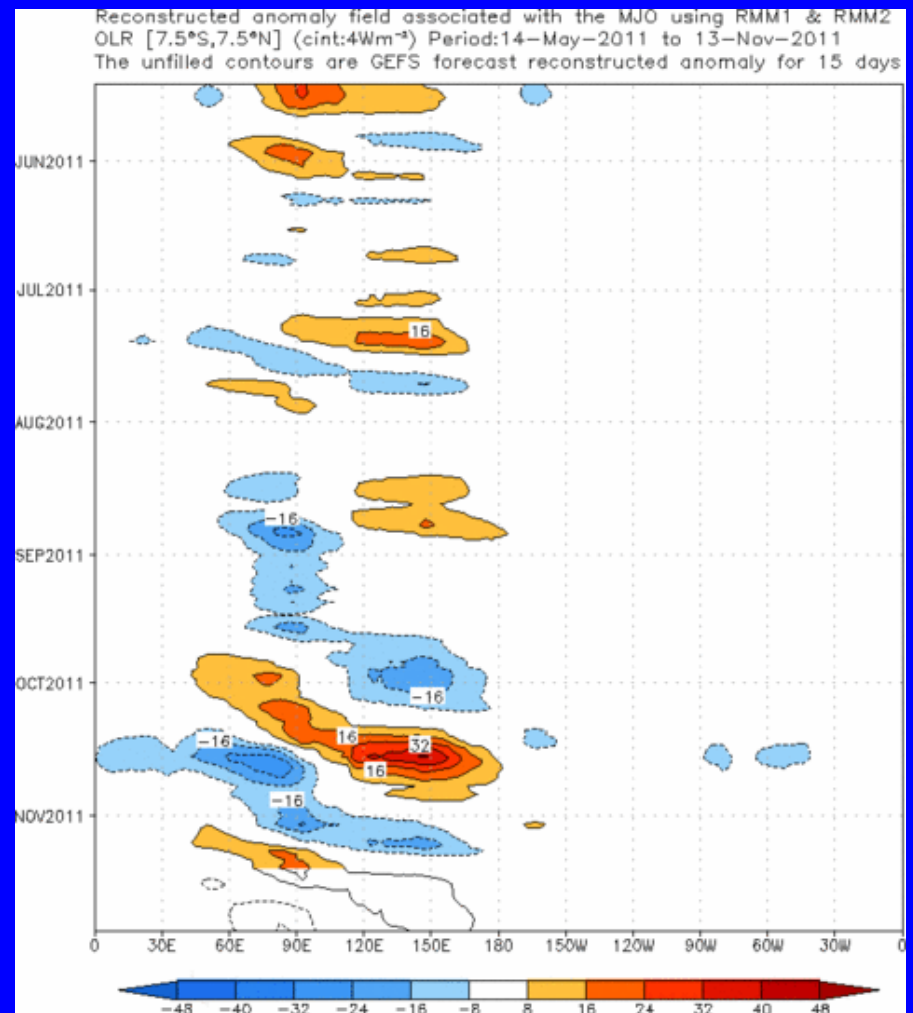 Reconstructed anomaly field associated with the MJO using RMM1 & RMM2
OLR [7.5°S,7.5°N] (cint:4Wm⁻²) Period:14-May-2011 to 13-Nov-2011
The unfilled contours are GEFS forecast reconstructed anomaly for 15 days
JUN2011
JUL2011
16
AUG2011
-16
SEP2011
OCT2011
-16
16
-16
32
16
-16
NOV2011
0 30E 60E 90E 120E 150E 180 150W 120W 90W 60W 30W 0
-48 -40 -32 -24 -16 -8 8 16 24 32 40 48